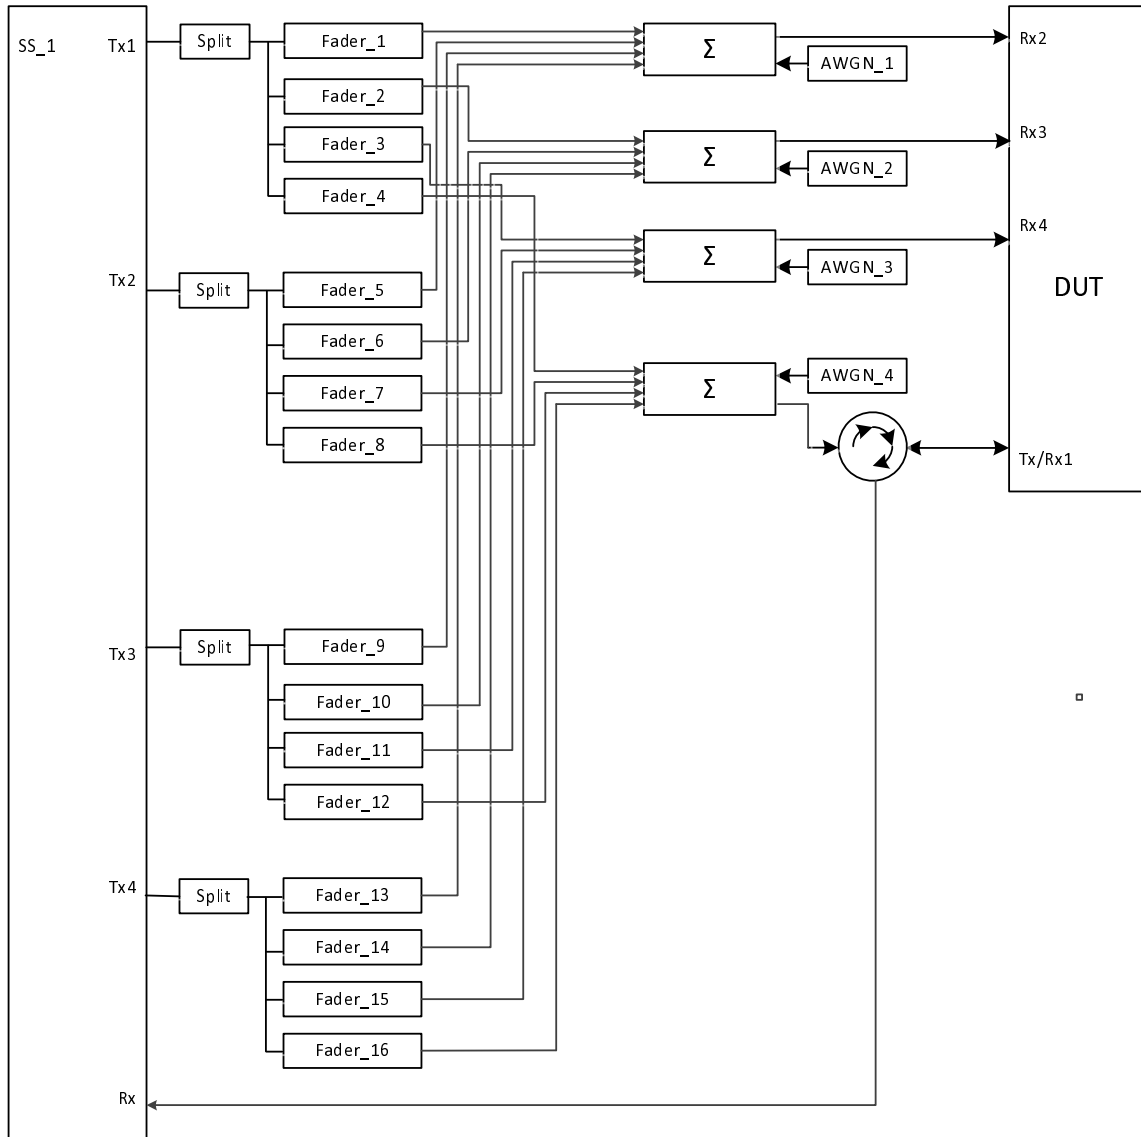 SS_1
Tx1
Split
Fader_1
Σ
Rx2
AWGN_1
Fader_2
Fader_3
Σ
Rx3
AWGN_2
Fader_4
Σ
Rx4
AWGN_3
DUT
Tx2
Split
Fader_5
Fader_6
Fader_7
Σ
AWGN_4
Fader_8
Tx/Rx1
Tx3
Split
Fader_9
Fader_10
Fader_11
Fader_12
Tx4
Split
Fader_13
Fader_14
Fader_15
Fader_16
Rx